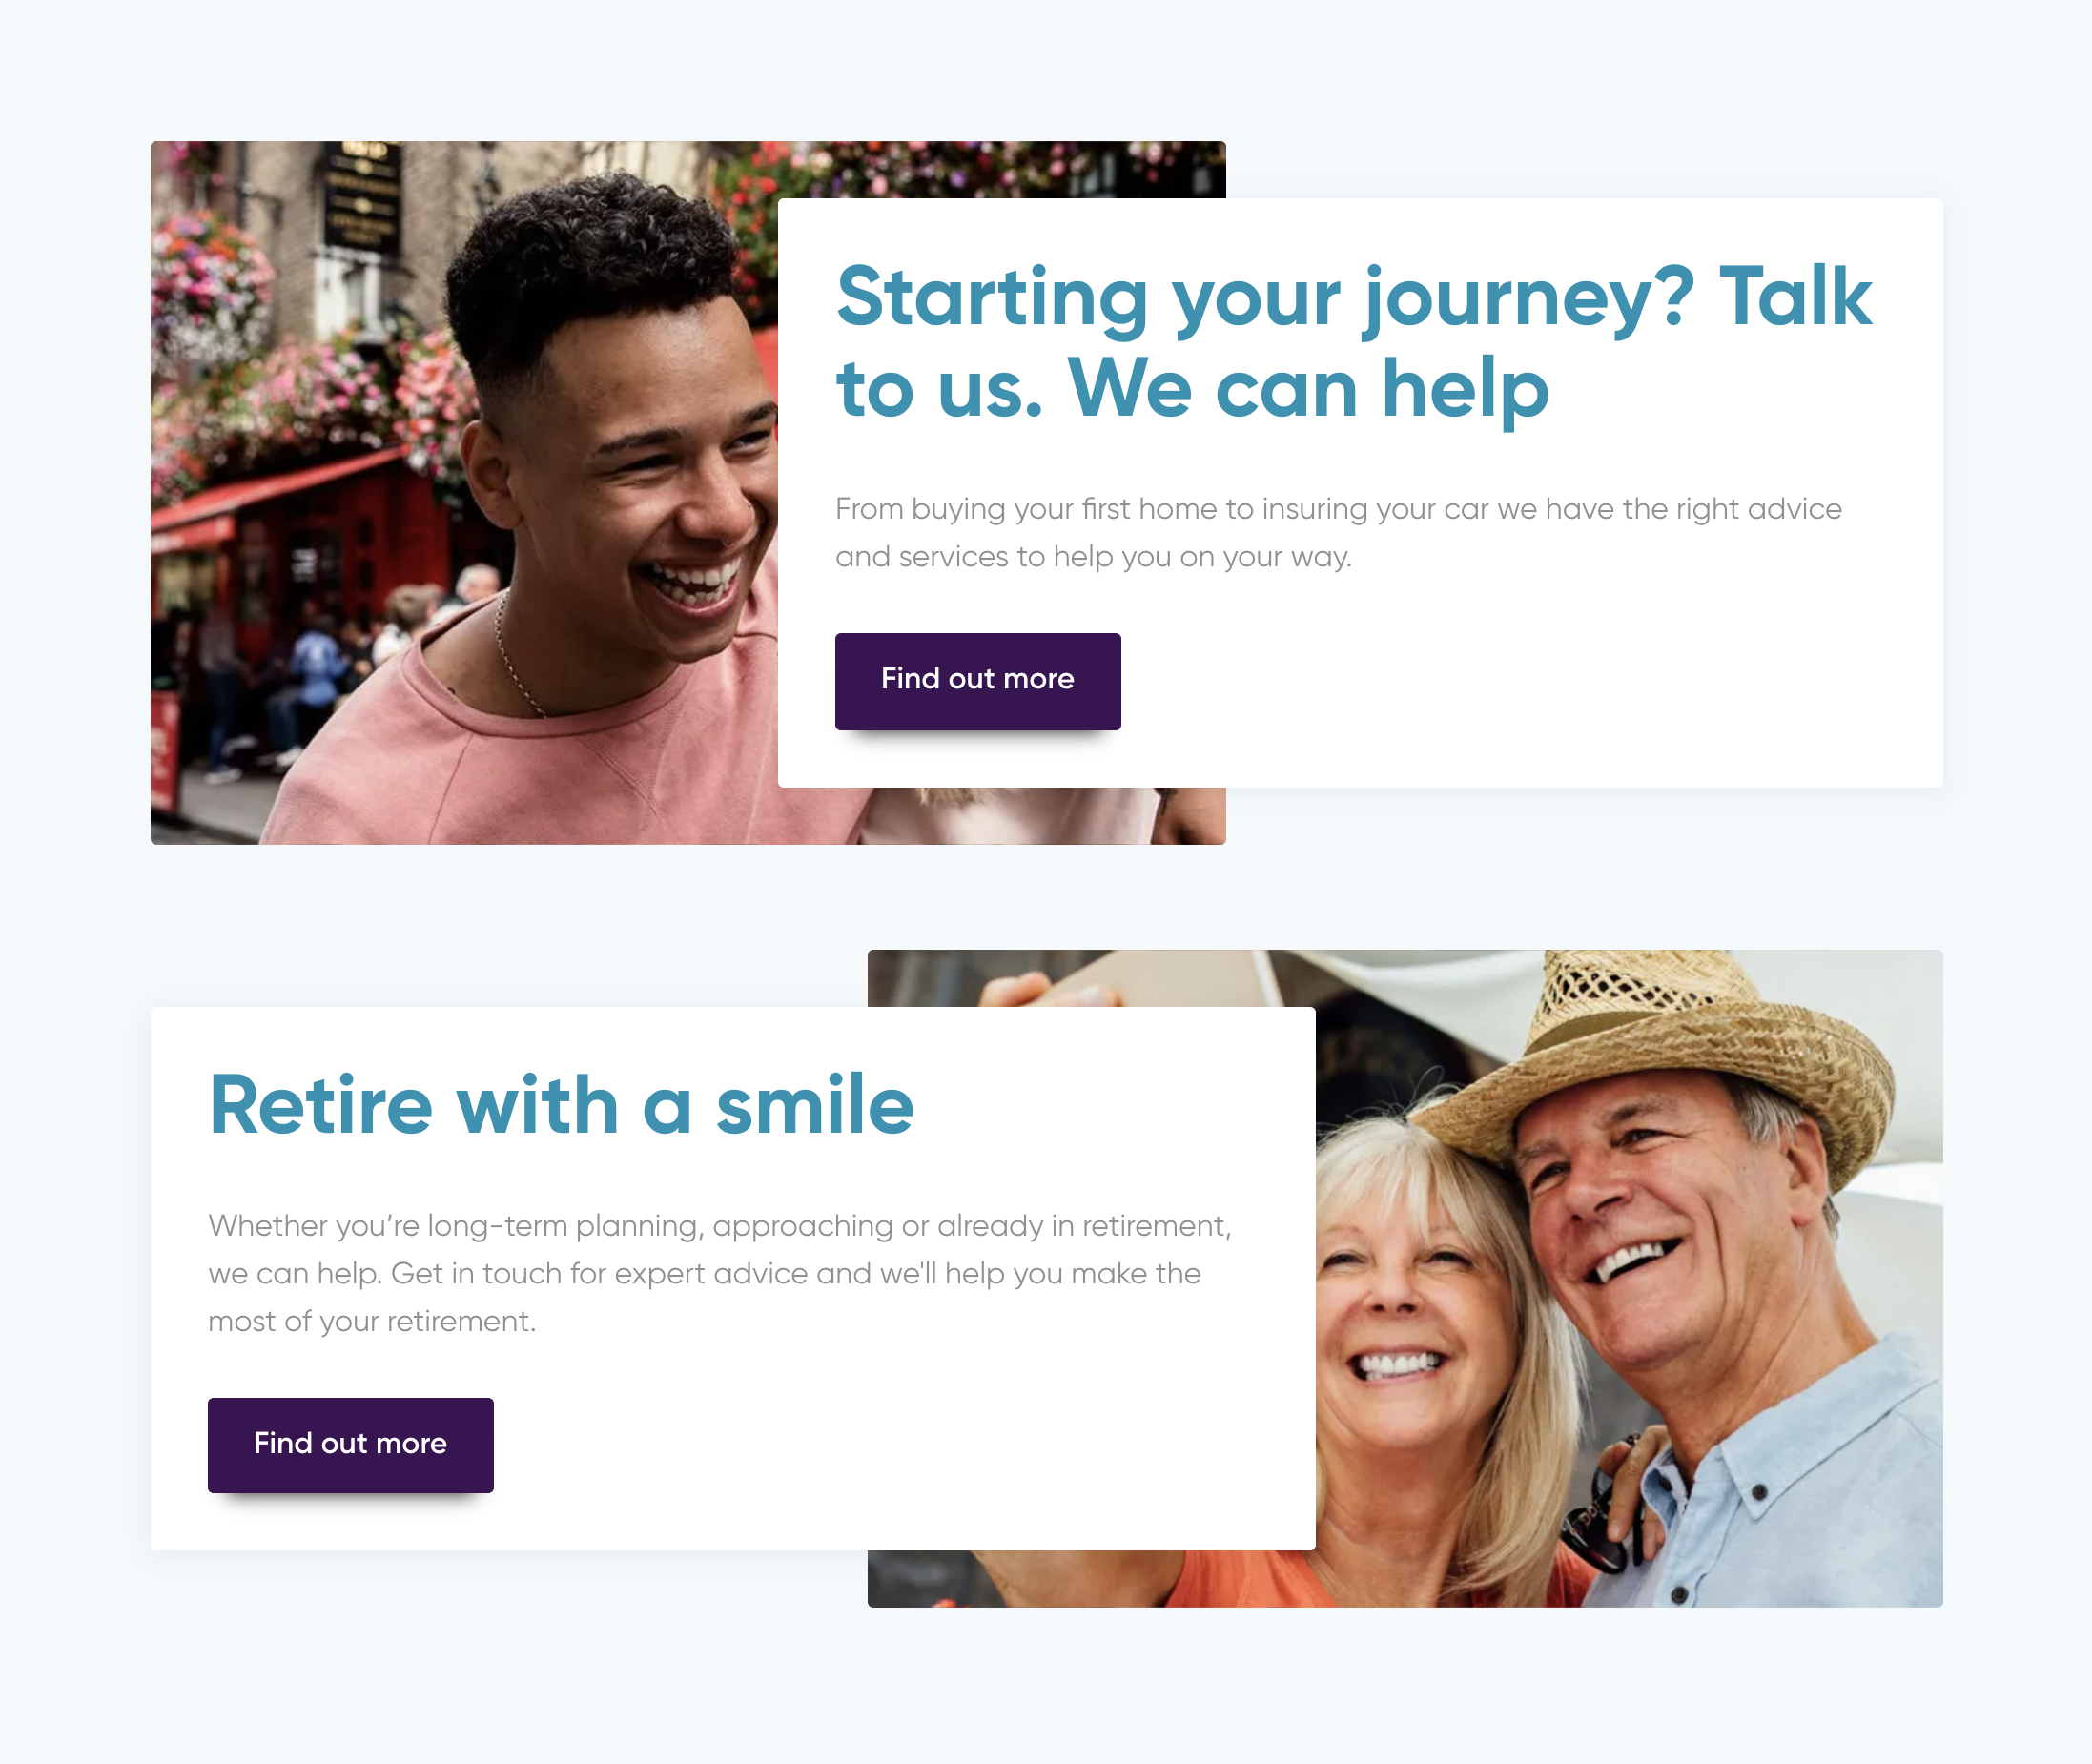 Starting your journey? Talk
to us. We can help
From buying your first home to insuring your car we have the right advice
and services to help you on your way.
Find out more
Retire with a smile
Whether you’re long-term planning, approaching or already in retirement,
we can help. Get in touch for expert advice and we'll help you make the
most of your retirement.
Find out more